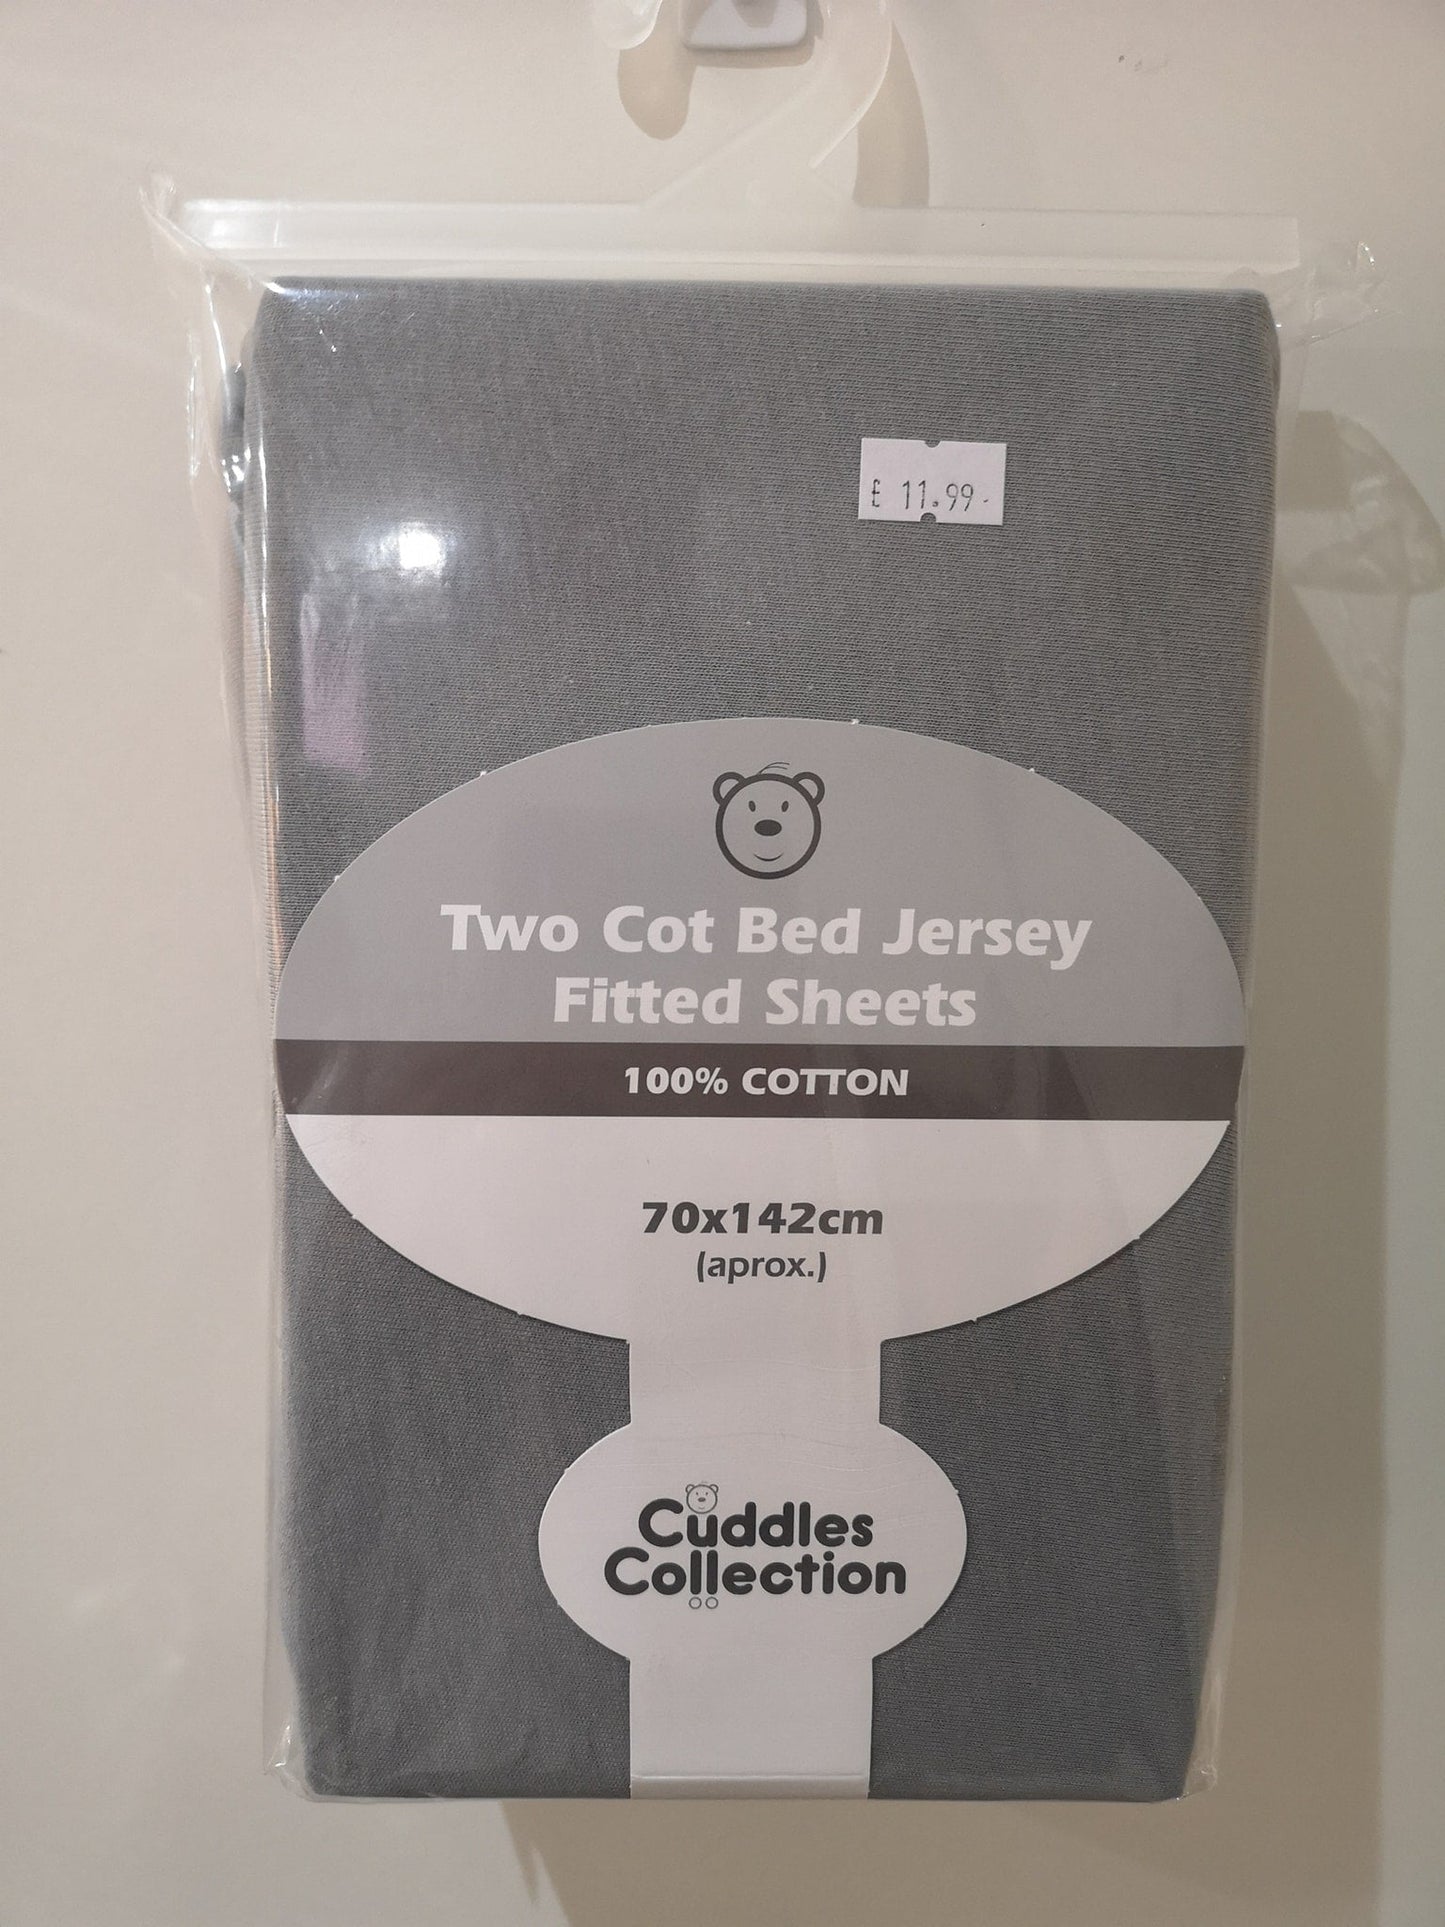 £ 11.99-
Two Cot Bed Jersey
Fitted Sheets
100% COTTON
70x142cm
(aprox.)
Cuddles
Collection